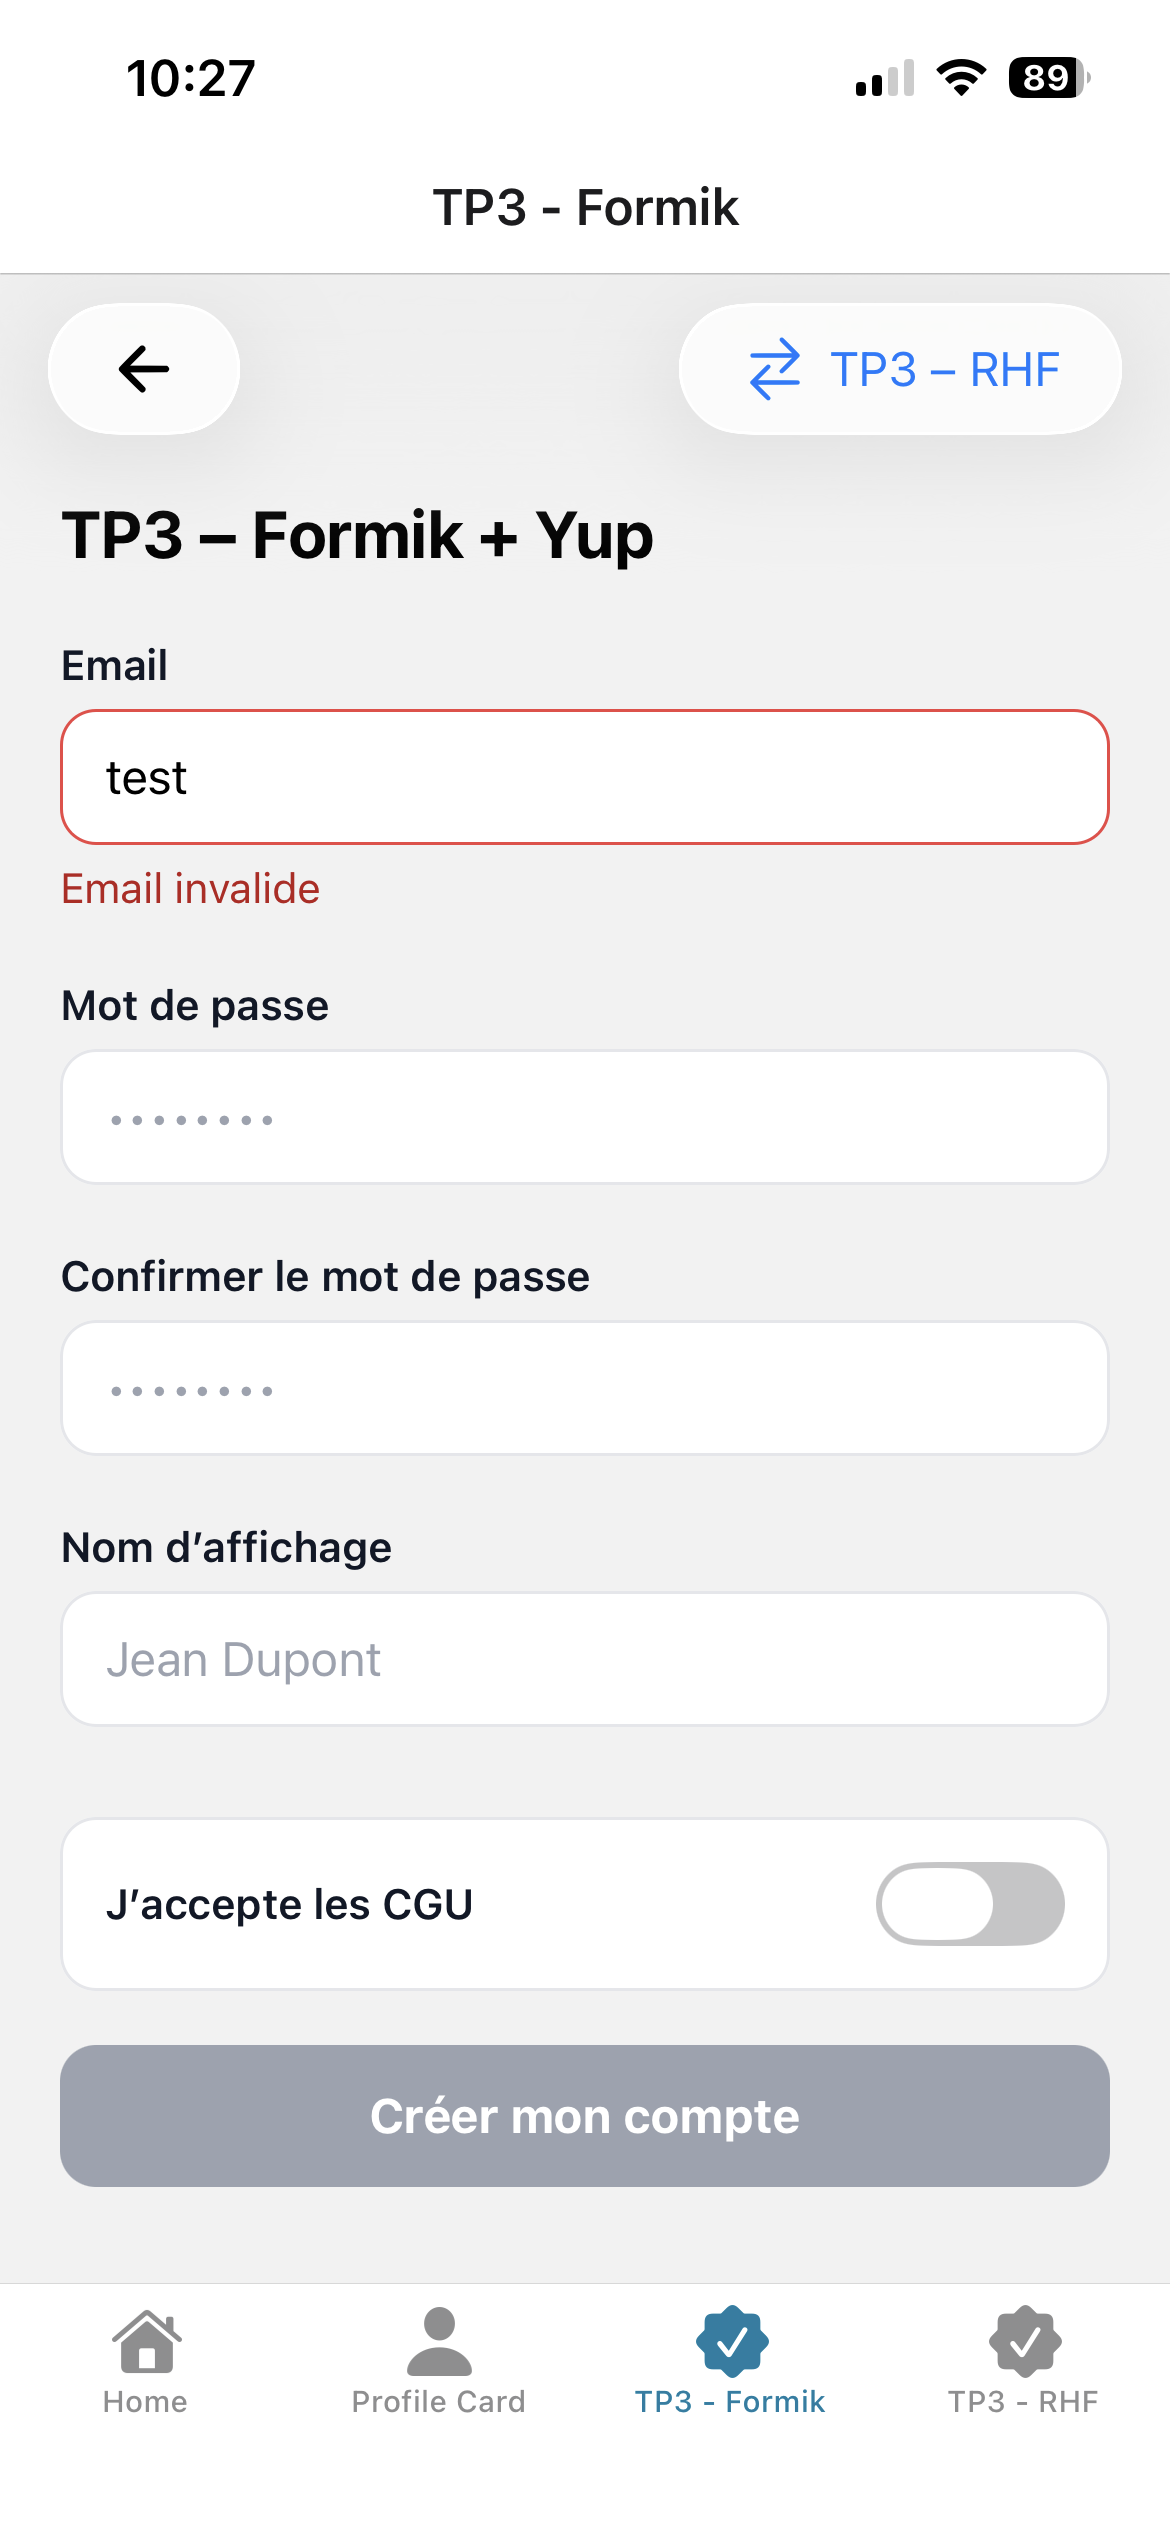 10:27
89
TP3 - Formik
TP3 – RHF
TP3 – Formik + Yup
Email
test
Email invalide
Mot de passe
••••••••
Confirmer le mot de passe
••••••••
Nom d’affichage
Jean Dupont
J’accepte les CGU
Créer mon compte
Home
Profile Card
TP3 - Formik
TP3 - RHF